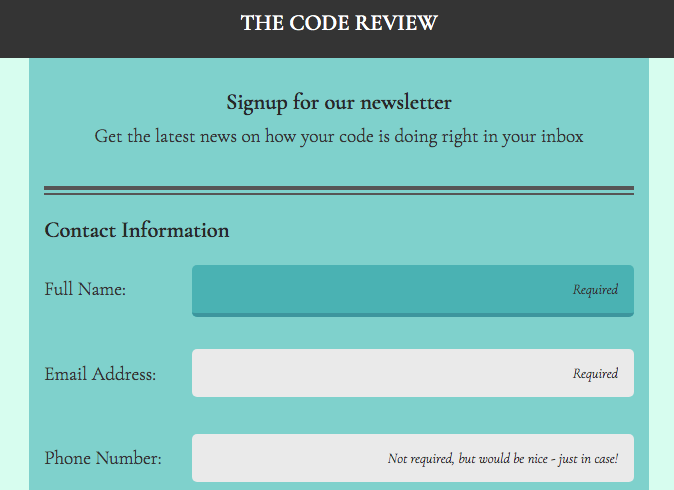 THE CODE REVIEW
Signup for our newsletter
Get the latest news on how your code is doing right in your inbox
Contact Information
Full Name:
Required
Email Address:
Required
Phone Number:
Not required, but would be nice - just in case!